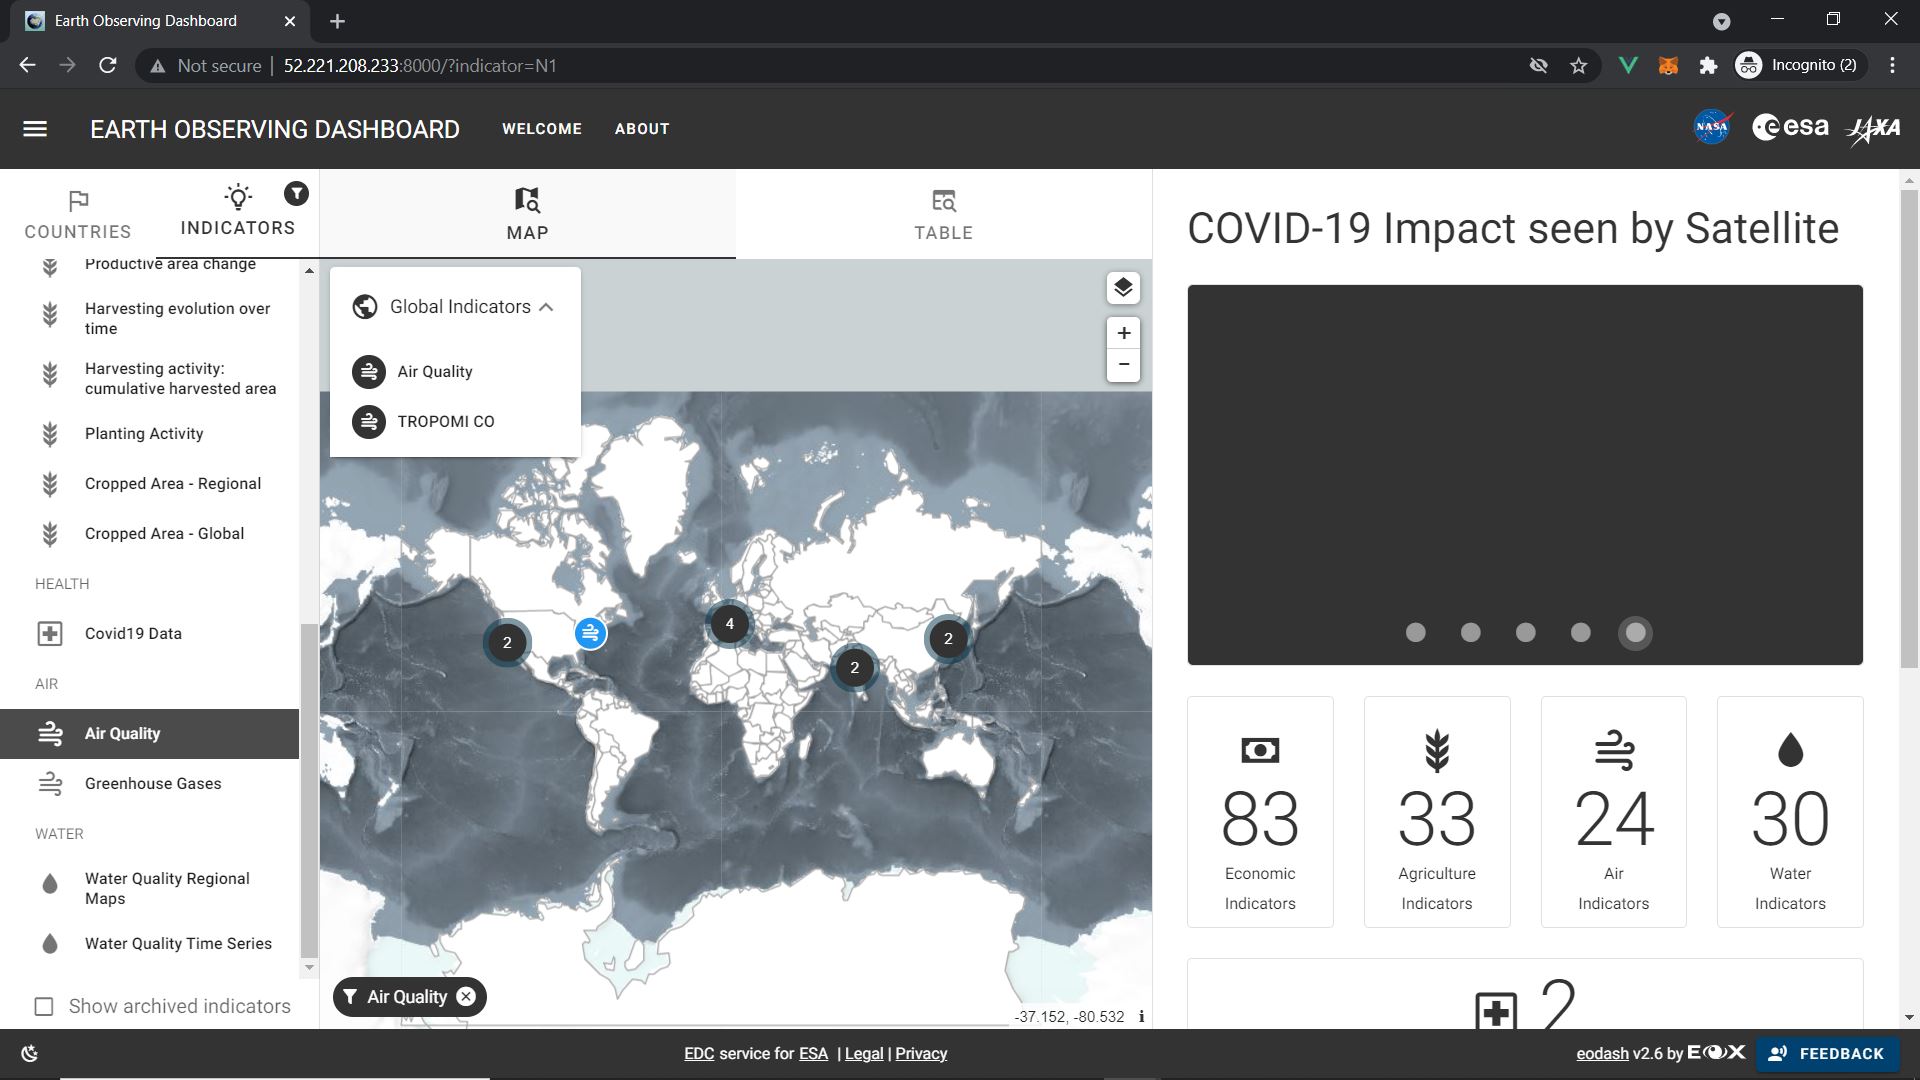 Earth Observing Dashboard
Not secure | 52.221.208.233:8000/?indicator=N1
Incognito (2)
EARTH OBSERVING DASHBOARD
WELCOME
ABOUT
NASA
esa
JAXA
COUNTRIES
INDICATORS
MAP
TABLE
Productive area change
Harvesting evolution over
time
Harvesting activity:
cumulative harvested area
Planting Activity
Cropped Area - Regional
Cropped Area - Global
HEALTH
Covid19 Data
AIR
Air Quality
Greenhouse Gases
WATER
Water Quality Regional
Maps
Water Quality Time Series
Show archived indicators
Global Indicators
Air Quality
TROPOMI CO
2
4
2
2
Air Quality
-37.152, -80.532
COVID-19 Impact seen by Satellite
83
Economic
Indicators
33
Agriculture
Indicators
24
Air
Indicators
30
Water
Indicators
2
EDC service for ESA | Legal | Privacy
eodash v2.6 by EOX
FEEDBACK